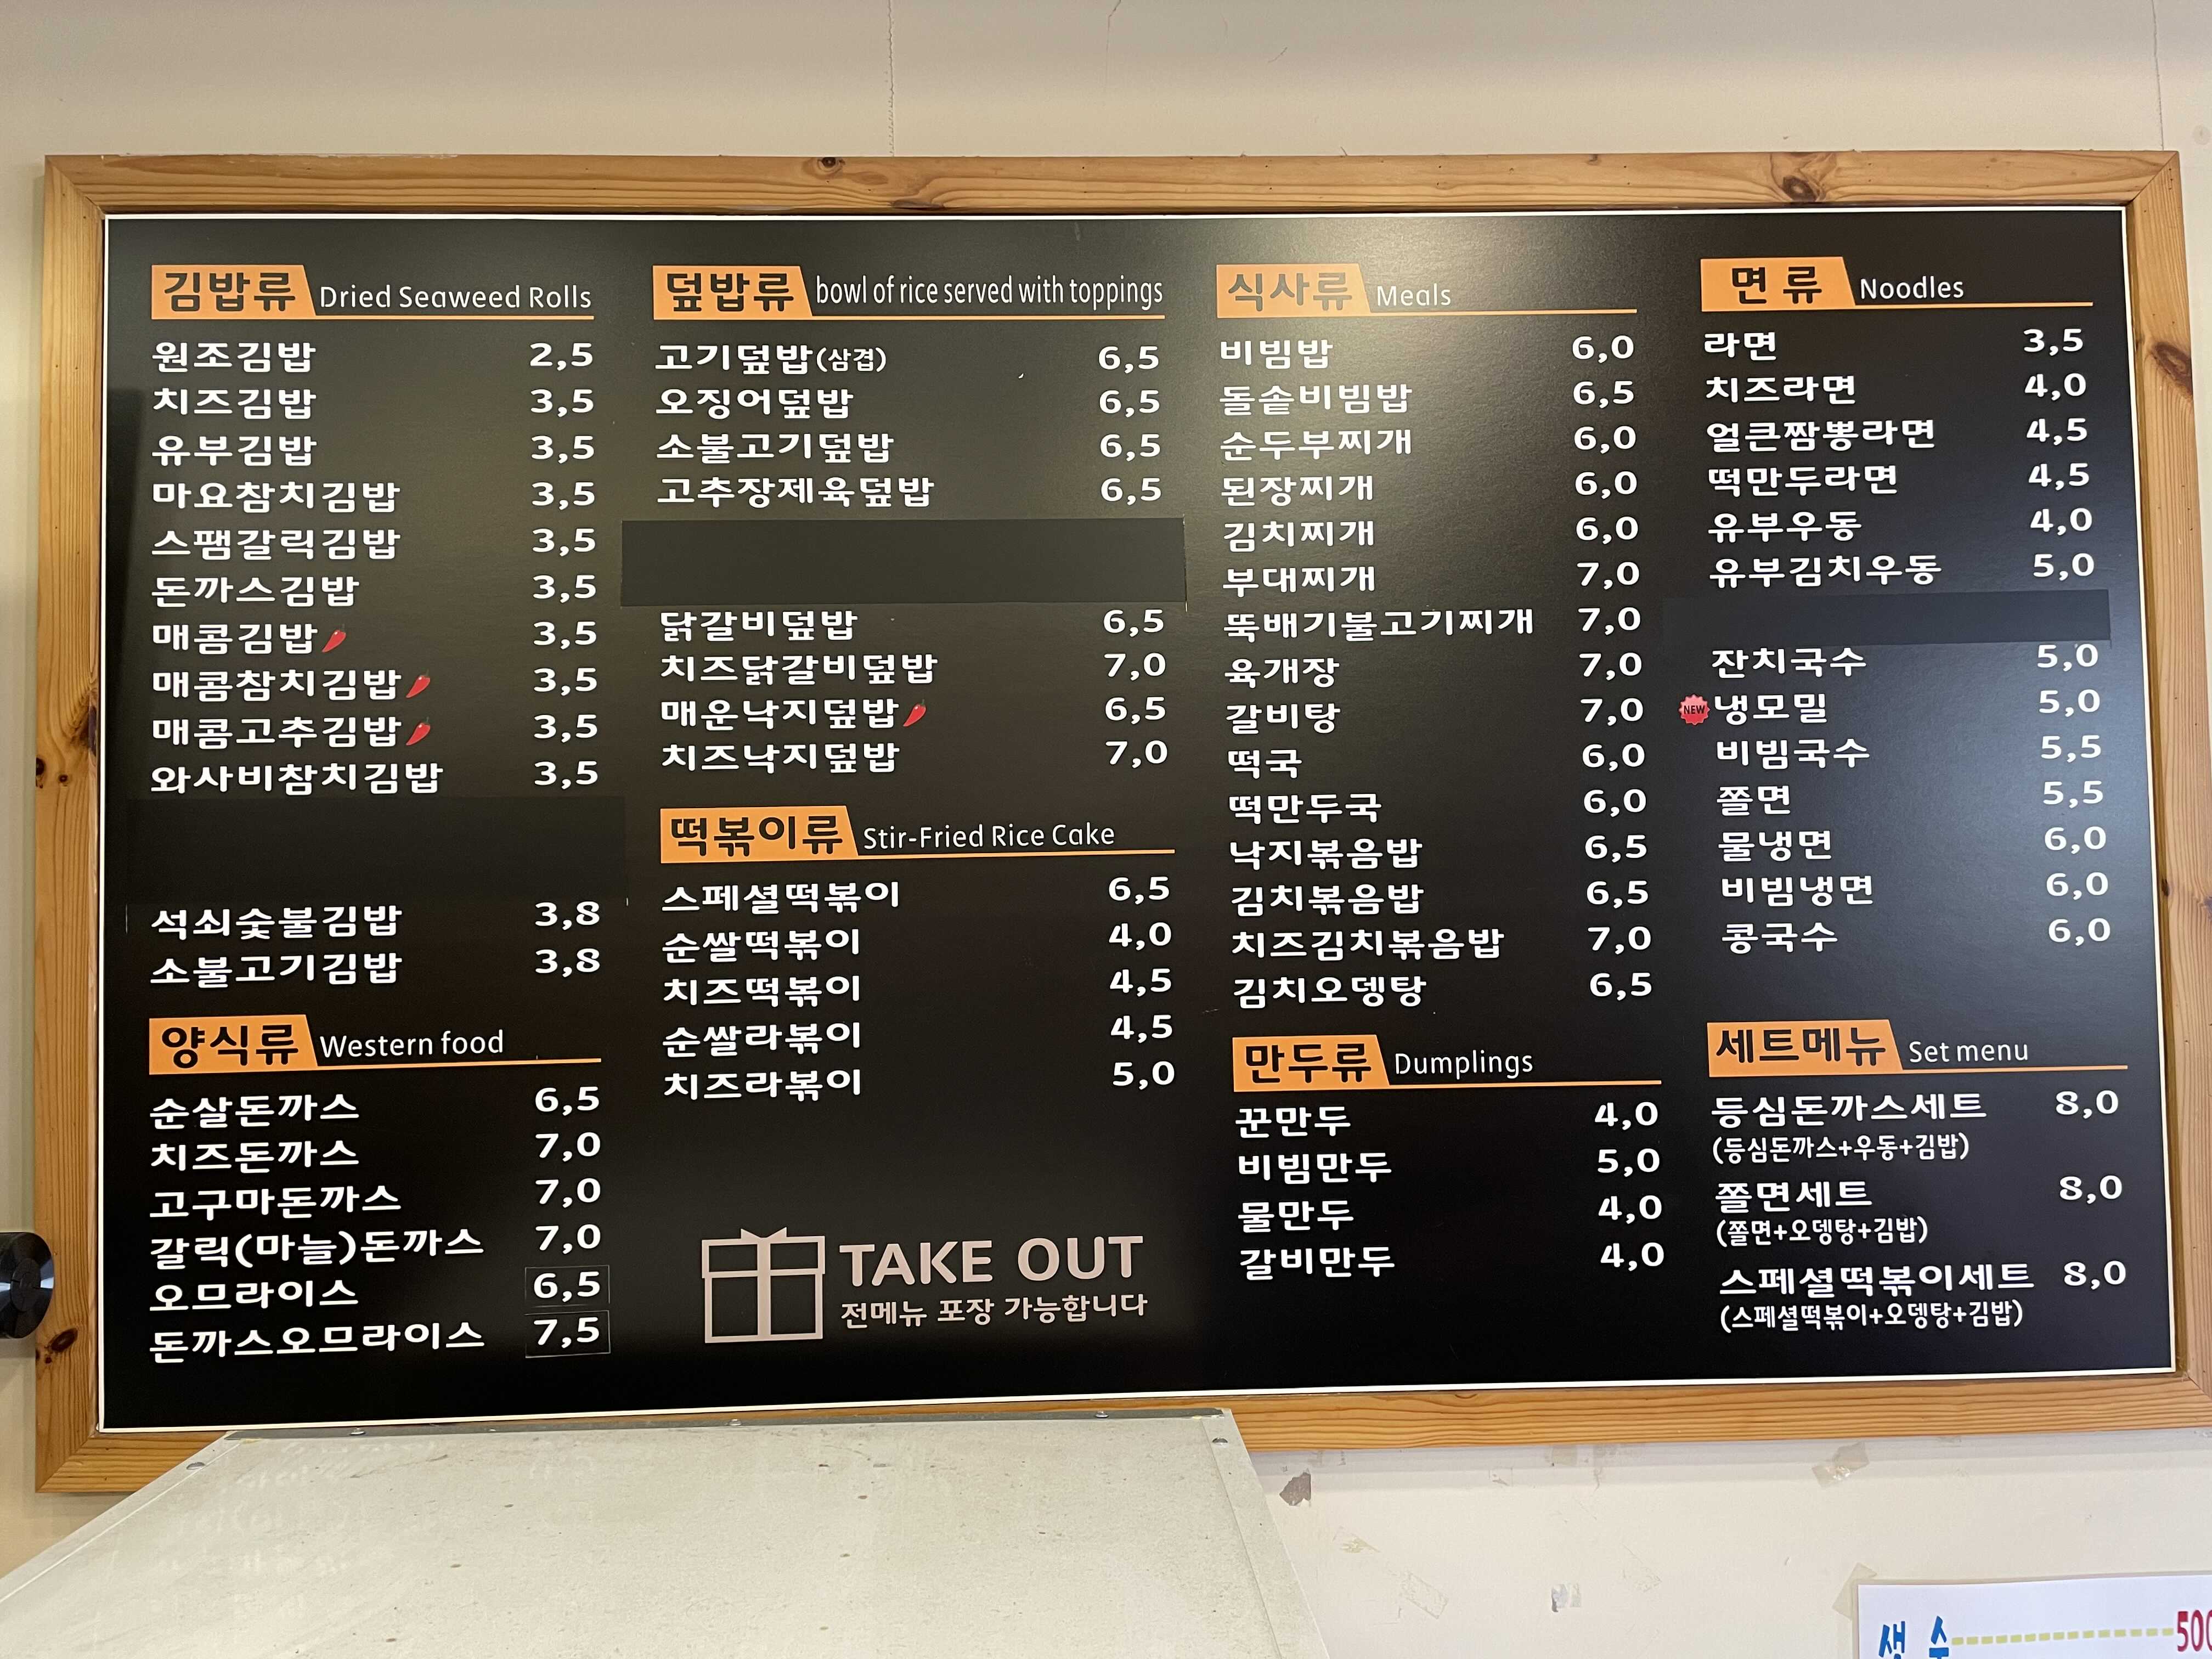 김밥류 Dried Seaweed Rolls
원조김밥 2,5
치즈김밥 3,5
유부김밥 3,5
마요참치김밥 3,5
스팸갈릭김밥 3,5
돈까스김밥 3,5
매콤김밥 3,5
매콤참치김밥 3,5
매콤고추김밥 3,5
와사비참치김밥 3,5
석쇠숯불김밥 3,8
소불고기김밥 3,8
양식류 Western food
순살돈까스 6,5
치즈돈까스 7,0
고구마돈까스 7,0
갈릭(마늘)돈까스 7,0
오므라이스 6,5
돈까스오므라이스 7,5
덮밥류 bowl of rice served with toppings
고기덮밥(삼겹) 6,5
오징어덮밥 6,5
소불고기덮밥 6,5
고추장제육덮밥 6,5
닭갈비덮밥 6,5
치즈닭갈비덮밥 7,0
매운낙지덮밥 6,5
치즈낙지덮밥 7,0
떡볶이류 Stir-Fried Rice Cake
스페셜떡볶이 6,5
순쌀떡볶이 4,0
치즈떡볶이 4,5
순쌀라볶이 4,5
치즈라볶이 5,0
TAKE OUT
전메뉴 포장 가능합니다
식사류 Meals
비빔밥 6,0
돌솥비빔밥 6,5
순두부찌개 6,0
된장찌개 6,0
김치찌개 6,0
부대찌개 7,0
뚝배기불고기찌개 7,0
육개장 7,0
갈비탕 7,0
떡국 6,0
떡만두국 6,0
낙지볶음밥 6,5
김치볶음밥 6,5
치즈김치볶음밥 7,0
김치오뎅탕 6,5
만두류 Dumplings
꾼만두 4,0
비빔만두 5,0
물만두 4,0
갈비만두 4,0
면류 Noodles
라면 3,5
치즈라면 4,0
얼큰짬뽕라면 4,5
떡만두라면 4,5
유부우동 4,0
유부김치우동 5,0
잔치국수 5,0
NEW 냉모밀 5,0
비빔국수 5,5
쫄면 5,5
물냉면 6,0
비빔냉면 6,0
콩국수 6,0
세트메뉴 Set menu
등심돈까스세트 8,0
(등심돈까스+우동+김밥)
쫄면세트 8,0
(쫄면+오뎅탕+김밥)
스페셜떡볶이세트 8,0
(스페셜떡볶이+오뎅탕+김밥)
생수